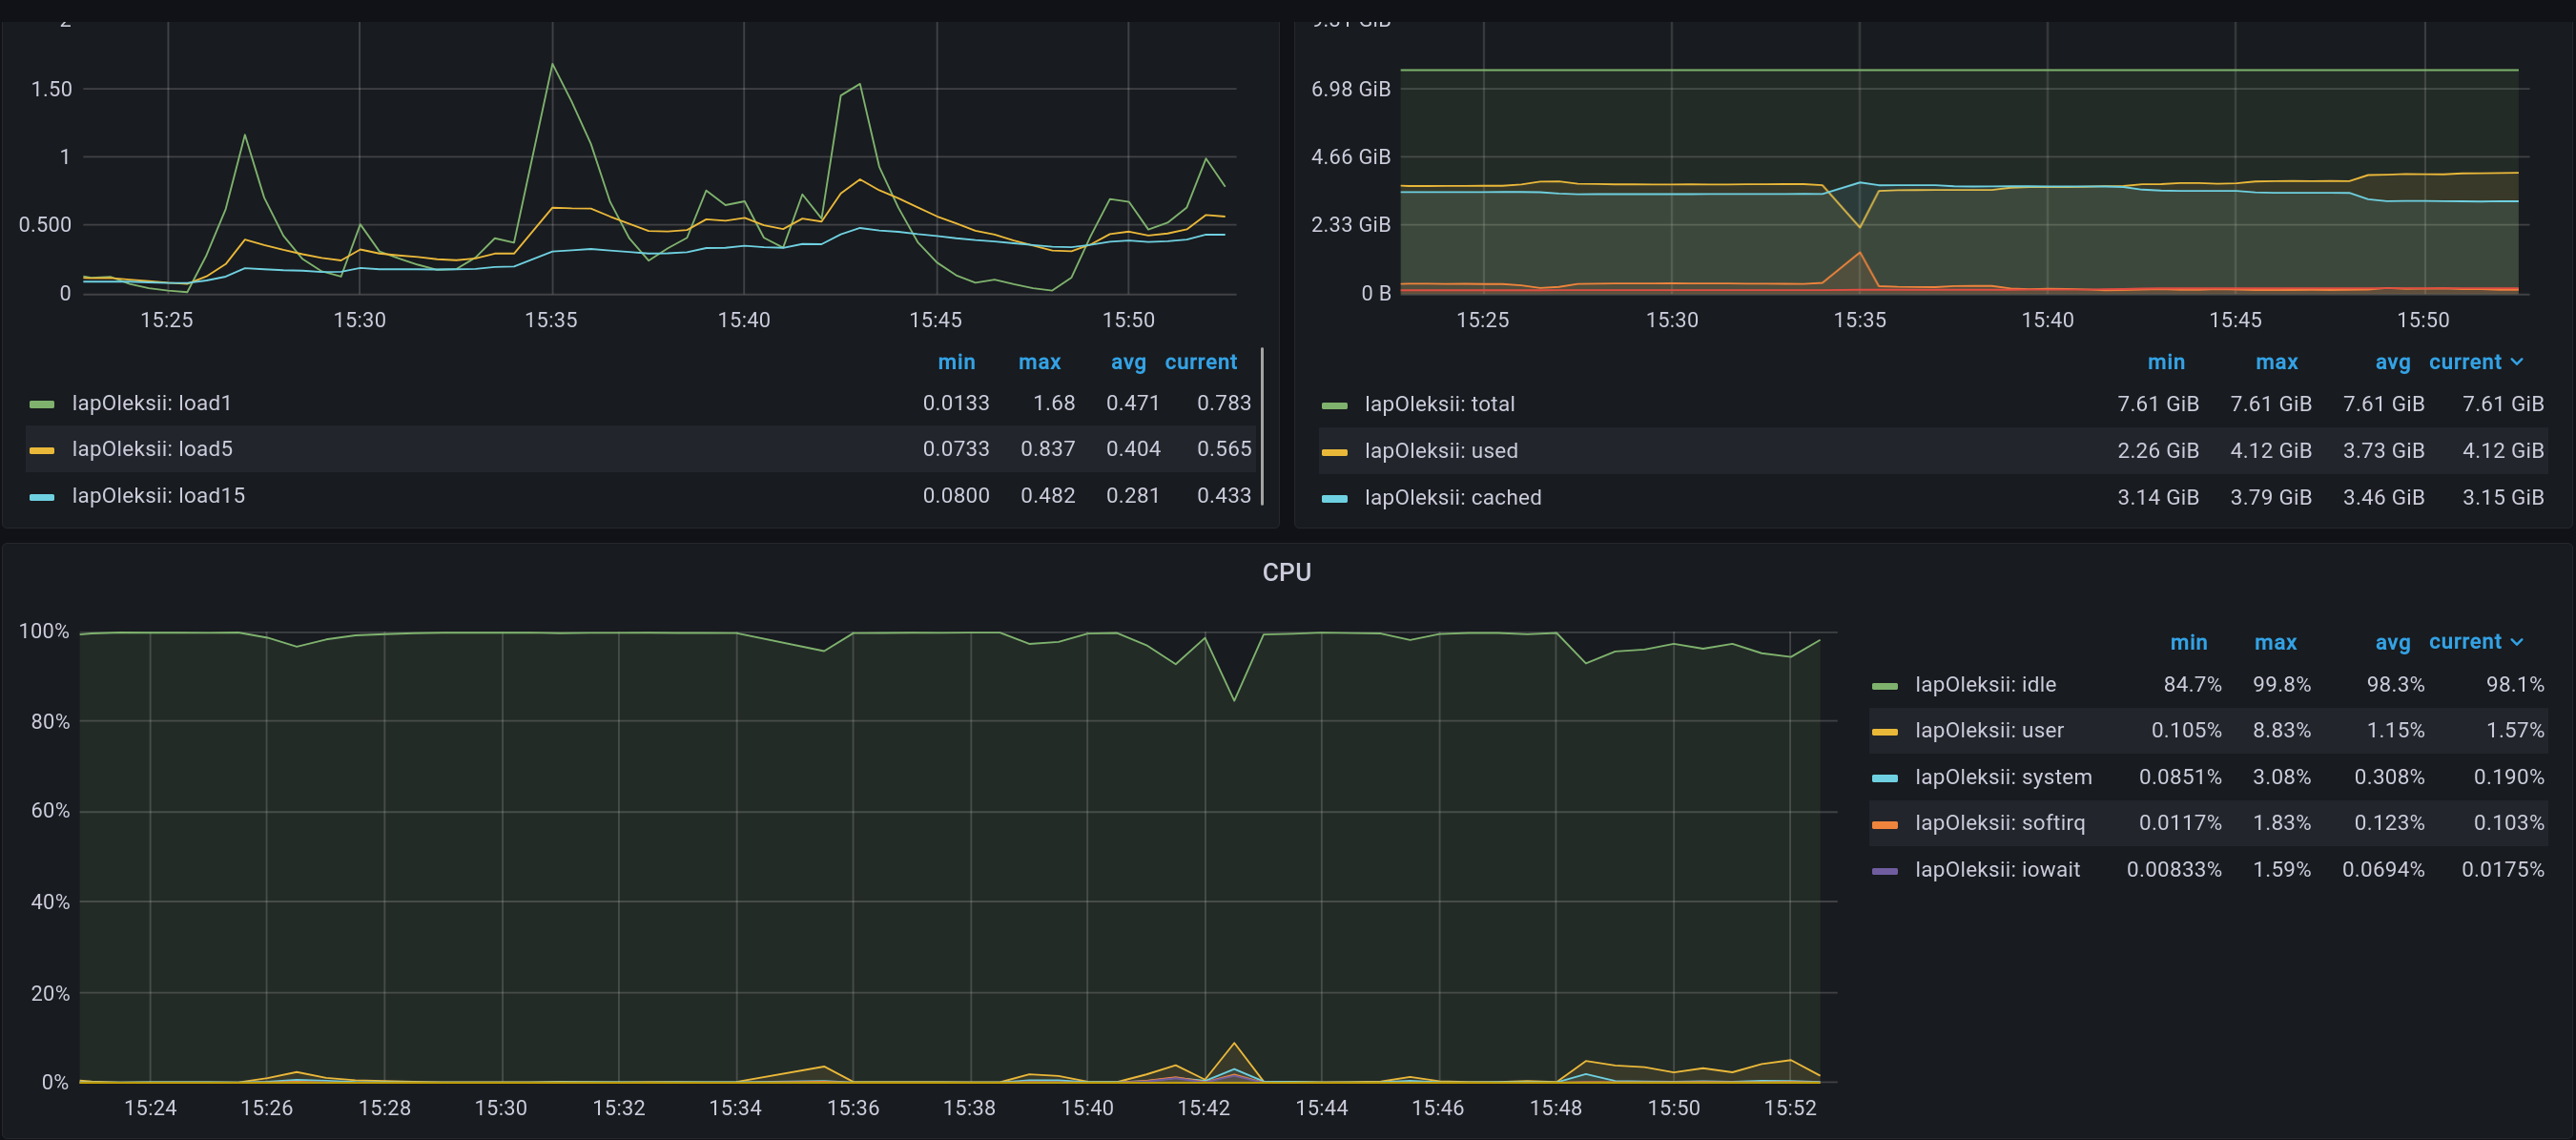 2
1.50
1
0.500
0
15:25 15:30 15:35 15:40 15:45 15:50
min max avg current
lapOleksii: load1 0.0133 1.68 0.471 0.783
lapOleksii: load5 0.0733 0.837 0.404 0.565
lapOleksii: load15 0.0800 0.482 0.281 0.433
9.31 GiB
6.98 GiB
4.66 GiB
2.33 GiB
0 B
15:25 15:30 15:35 15:40 15:45 15:50
min max avg current
lapOleksii: total 7.61 GiB 7.61 GiB 7.61 GiB 7.61 GiB
lapOleksii: used 2.26 GiB 4.12 GiB 3.73 GiB 4.12 GiB
lapOleksii: cached 3.14 GiB 3.79 GiB 3.46 GiB 3.15 GiB
CPU
100%
80%
60%
40%
20%
0%
15:24 15:26 15:28 15:30 15:32 15:34 15:36 15:38 15:40 15:42 15:44 15:46 15:48 15:50 15:52
min max avg current
lapOleksii: idle 84.7% 99.8% 98.3% 98.1%
lapOleksii: user 0.105% 8.83% 1.15% 1.57%
lapOleksii: system 0.0851% 3.08% 0.308% 0.190%
lapOleksii: softirq 0.0117% 1.83% 0.123% 0.103%
lapOleksii: iowait 0.00833% 1.59% 0.0694% 0.0175%